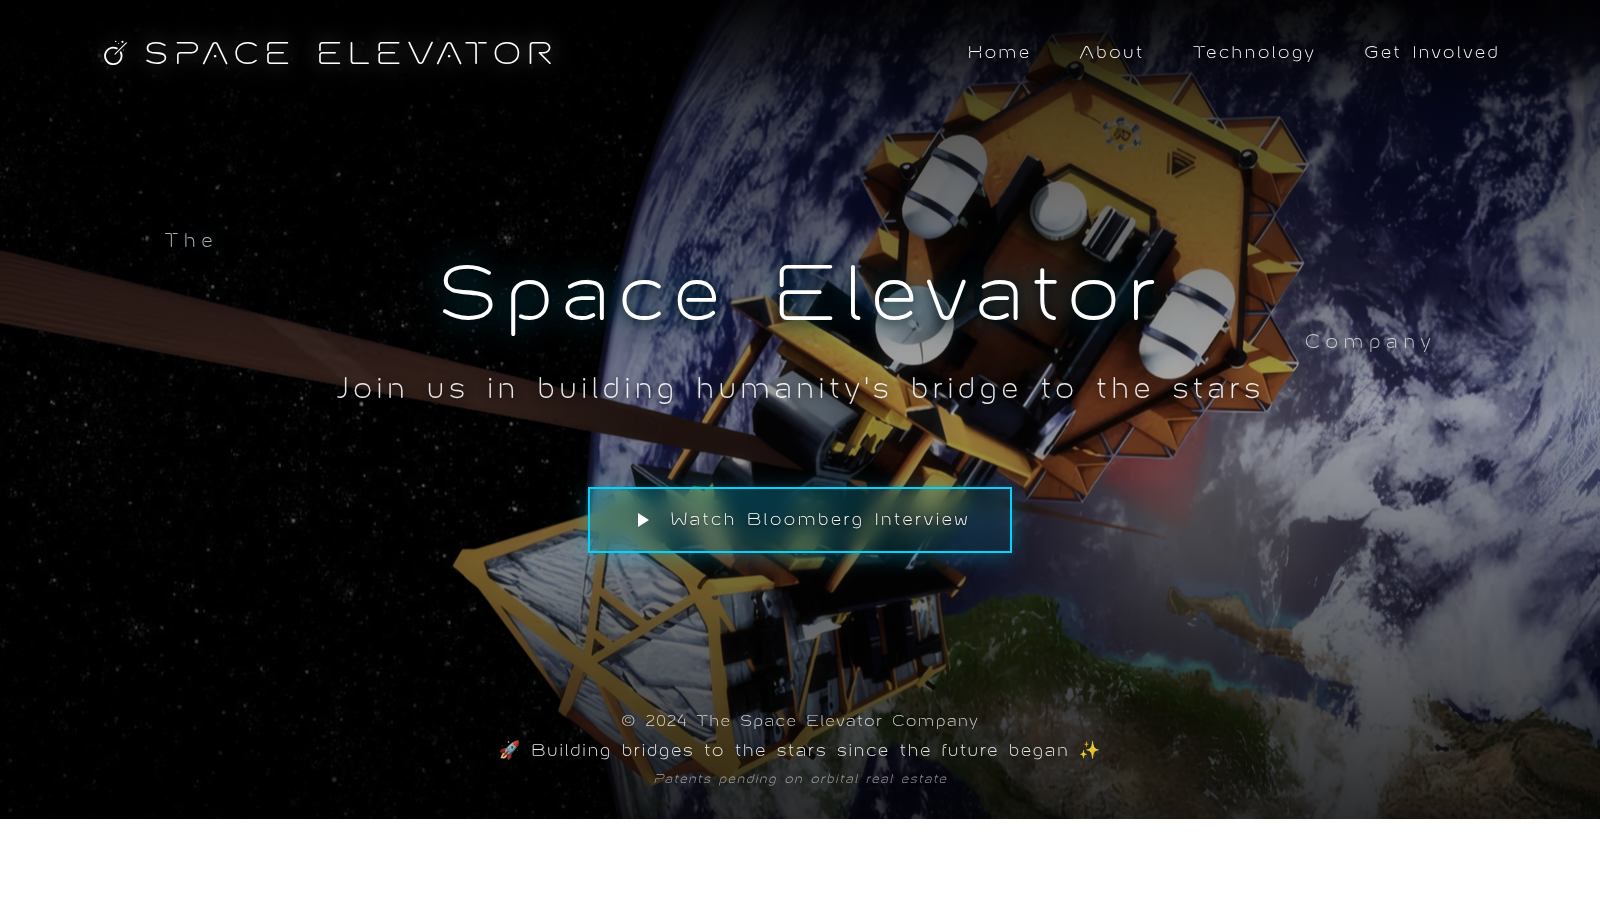 SPACE ELEVATOR
Home About Technology Get Involved
The
Space Elevator
Company
Join us in building humanity's bridge to the stars
Watch Bloomberg Interview
© 2024 The Space Elevator Company
🚀 Building bridges to the stars since the future began ✨
Patents pending on orbital real estate